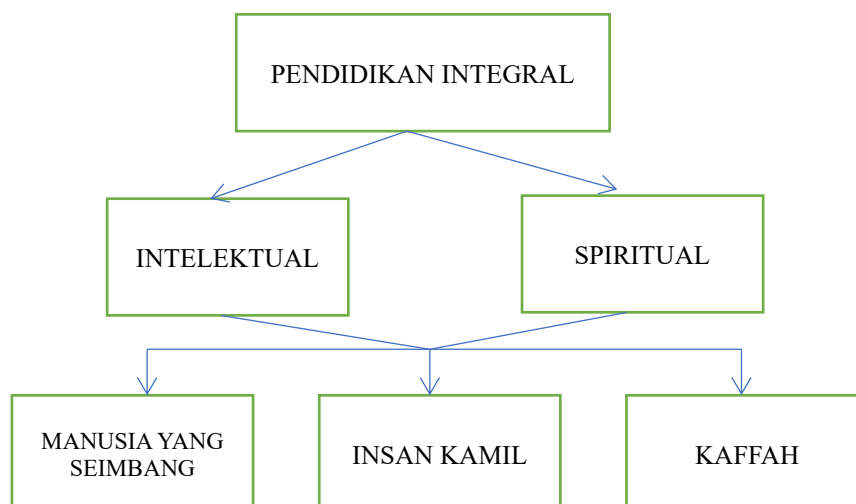 PENDIDIKAN INTEGRAL
INTELEKTUAL
SPIRITUAL
MANUSIA YANG
SEIMBANG
INSAN KAMIL
KAFFAH